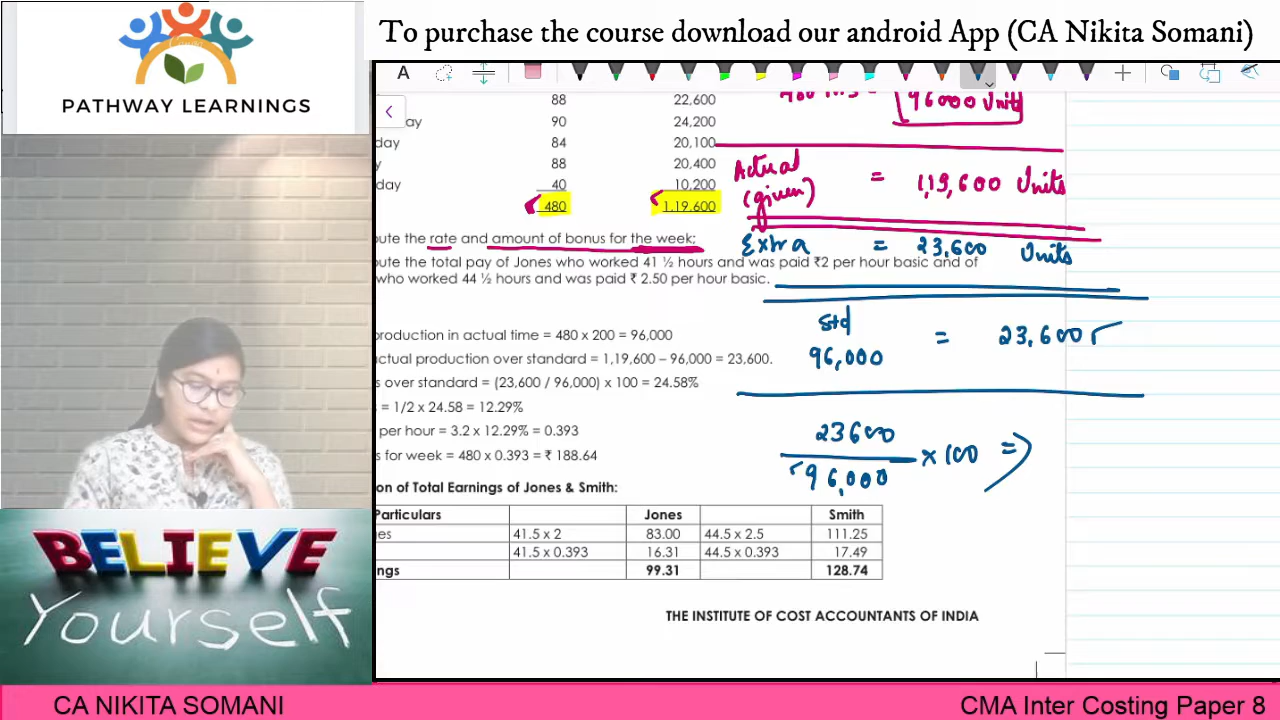 To purchase the course download our android App (CA Nikita Somani)
PATHWAY LEARNINGS
A
88 22,600
ay 90 24,200
day 84 20,100
y 88 20,400
day 40 10,200
480 1,19,600
ute the rate and amount of bonus for the week;
ute the total pay of Jones who worked 41 ½ hours and was paid ₹2 per hour basic and of
who worked 44 ½ hours and was paid ₹ 2.50 per hour basic.
production in actual time = 480 x 200 = 96,000
actual production over standard = 1,19,600 – 96,000 = 23,600.
s over standard = (23,600 / 96,000) x 100 = 24.58%
= 1/2 x 24.58 = 12.29%
per hour = 3.2 x 12.29% = 0.393
s for week = 480 x 0.393 = ₹ 188.64
on of Total Earnings of Jones & Smith:
Particulars Jones Smith
es 41.5 x 2 83.00 44.5 x 2.5 111.25
41.5 x 0.393 16.31 44.5 x 0.393 17.49
ngs 99.31 128.74
THE INSTITUTE OF COST ACCOUNTANTS OF INDIA
= 96000 Units
Actual (given) = 1,19,600 Units
Extra = 23,600 Units
Std
96,000 = 23,600
23600
96,000 x 100 =>
BELIEVE
Yourself
CA NIKITA SOMANI
CMA Inter Costing Paper 8